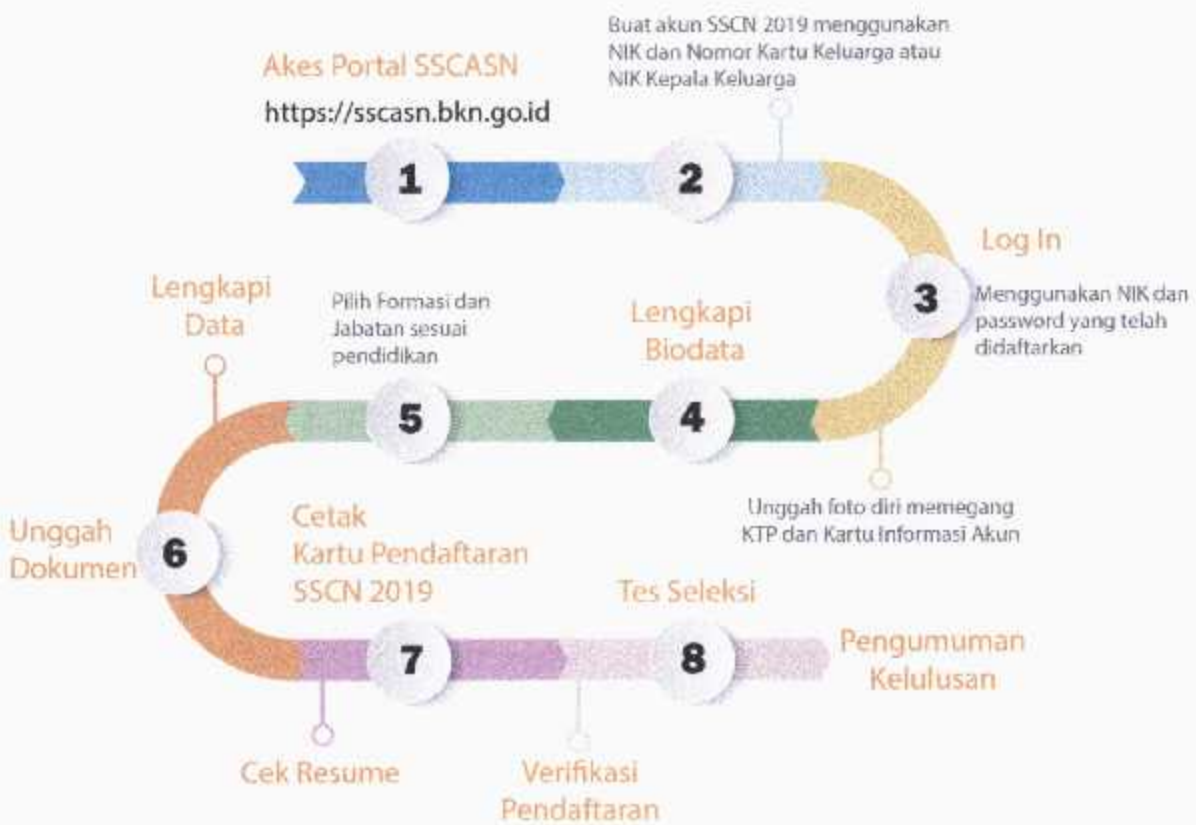 Akes Portal SSCASN
https://sscasn.bkn.go.id
1
Buat akun SSCN 2019 menggunakan
NIK dan Nomor Kartu Keluarga atau
NIK Kepala Keluarga
2
Log In
3
Menggunakan NIK dan
password yang telah
didaftarkan
Unggah foto diri memegang
KTP dan Kartu Informasi Akun
Lengkapi
Biodata
4
Pilih Formasi dan
Jabatan sesuai
pendidikan
5
Lengkapi
Data
Unggah
Dokumen
6
Cek Resume
Cetak
Kartu Pendaftaran
SSCN 2019
7
Verifikasi
Pendaftaran
Tes Seleksi
8
Pengumuman
Kelulusan